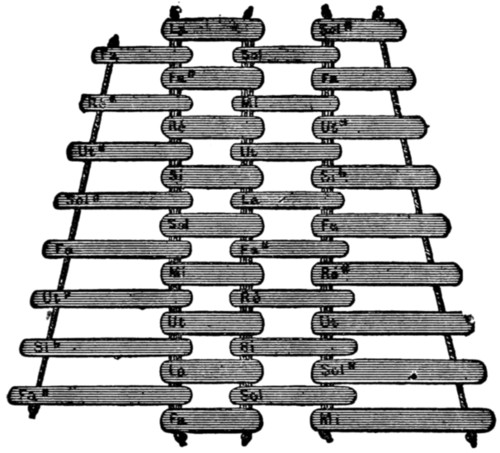 La Sol#
Sol
Fa# Fa
Ré# Mi
Ré Ut#
Ut# Ut
Si Si b
Sol# La
Sol Fa
Fa Fa#
Mi Ré#
Ut# Ré
Ut Ut
Si b Si
La Sol#
Fa# Sol
Fa Mi